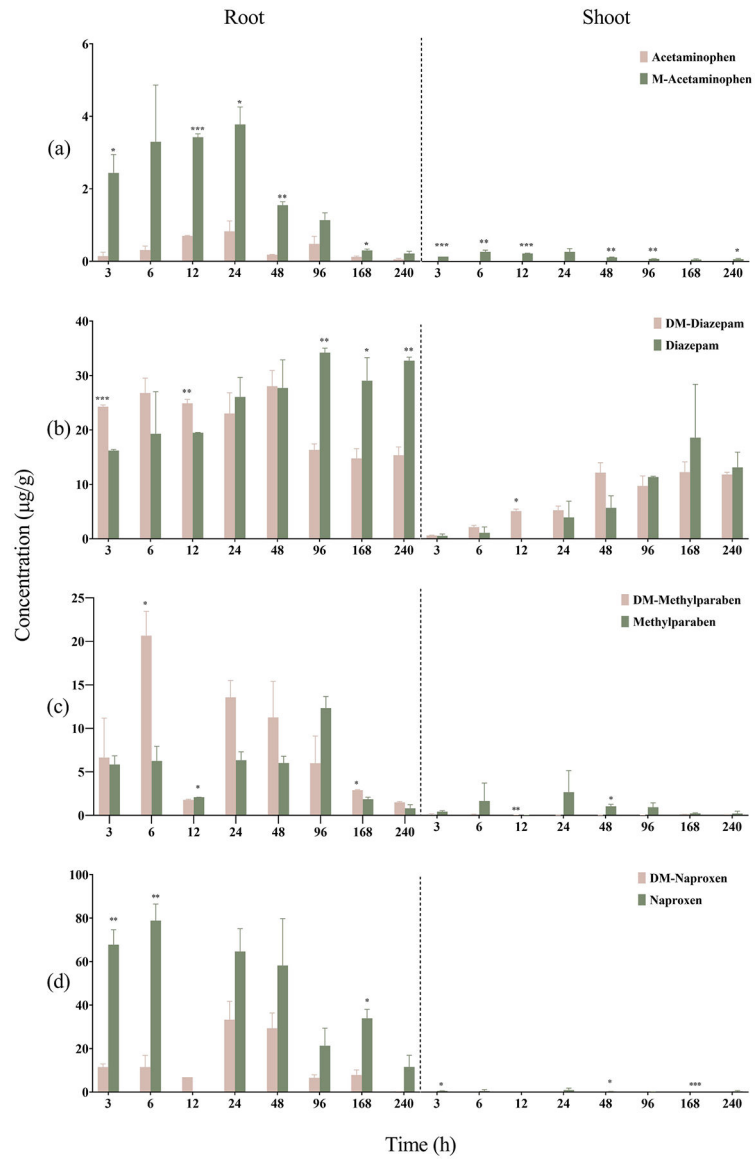 Root Shoot
6
4
2
0
(a)
Acetaminophen
M-Acetaminophen
* *** * ** * *** ** *** ** ** *
3 6 12 24 48 96 168 240 3 6 12 24 48 96 168 240
40
30
20
10
0
(b)
DM-Diazepam
Diazepam
*** ** ** * ** *
3 6 12 24 48 96 168 240 3 6 12 24 48 96 168 240
Concentration (μg/g)
25
20
15
10
5
0
(c)
DM-Methylparaben
Methylparaben
* * * ** *
3 6 12 24 48 96 168 240 3 6 12 24 48 96 168 240
100
80
60
40
20
0
(d)
DM-Naproxen
Naproxen
** ** * * * ***
3 6 12 24 48 96 168 240 3 6 12 24 48 96 168 240
Time (h)